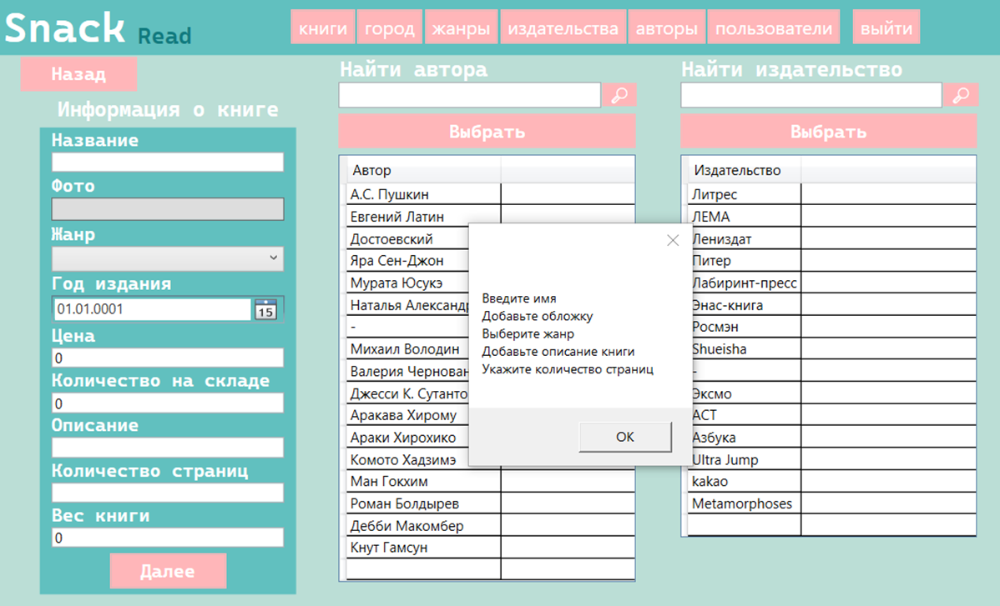 Snack Read
книги город жанры издательства авторы пользователи выйти
Назад
Информация о книге
Название
Фото
Жанр
Год издания
01.01.0001
15
Цена
0
Количество на складе
0
Описание
Количество страниц
Вес книги
0
Далее
Найти автора
Выбрать
Автор
А.С. Пушкин
Евгений Латин
Достоевский
Яра Сен-Джон
Мурата Юсукэ
Наталья Александр
-
Михаил Володин
Валерия Чернован
Джесси К. Сутанто
Аракава Хирому
Араки Хирохико
Комото Хадзимэ
Ман Гокхим
Роман Болдырев
Дебби Макомбер
Кнут Гамсун
Введите имя
Добавьте обложку
Выберите жанр
Добавьте описание книги
Укажите количество страниц
OK
Найти издательство
Выбрать
Издательство
Литрес
ЛЕМА
Лениздат
Питер
Лабиринт-пресс
Энас-книга
Росмэн
Shueisha
-
Эксмо
АСТ
Азбука
Ultra Jump
kakao
Metamorphoses